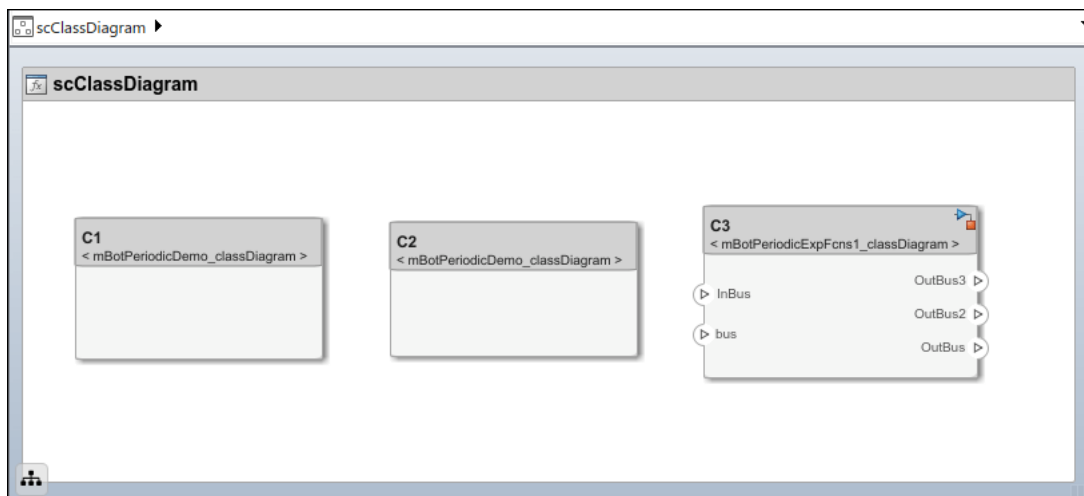 scClassDiagram
scClassDiagram
C1
< mBotPeriodicDemo_classDiagram >
C2
< mBotPeriodicDemo_classDiagram >
C3
< mBotPeriodicExpFcns1_classDiagram >
InBus
bus
OutBus3
OutBus2
OutBus